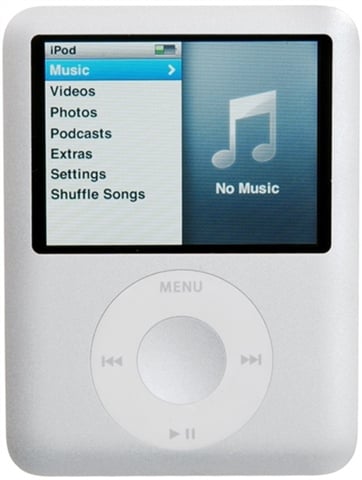 iPod
Music
Videos
Photos
Podcasts
Extras
Settings
Shuffle Songs
No Music
MENU